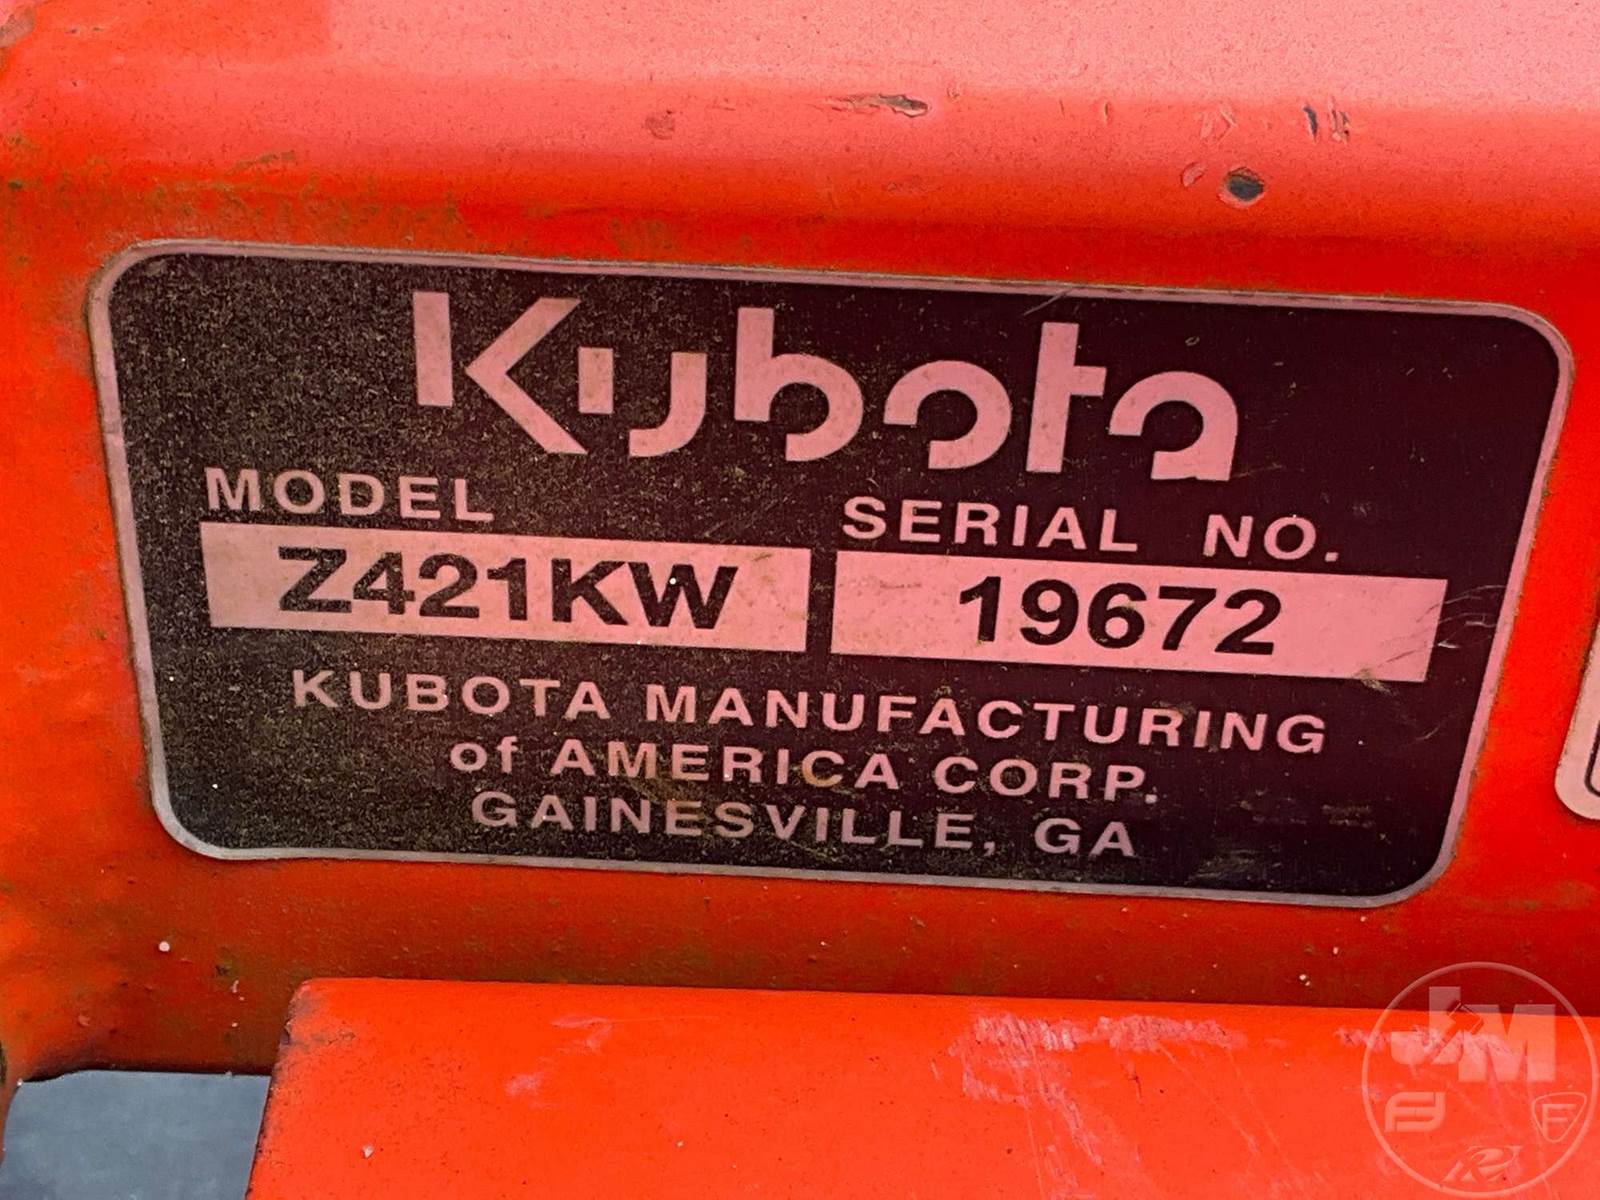 Kubota
MODEL
SERIAL NO.
Z421KW
19672
KUBOTA MANUFACTURING
of AMERICA CORP.
GAINESVILLE, GA
J M